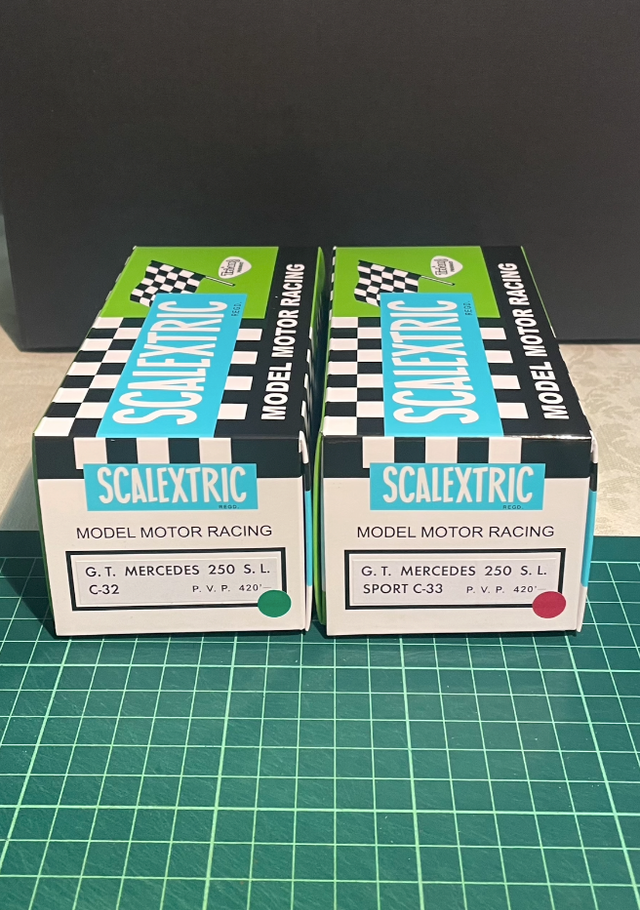 SCALEXTRIC
REGD.
MODEL MOTOR RACING
SCALEXTRIC
REGD.
MODEL MOTOR RACING
G. T. MERCEDES 250 S. L.
C-32 P. V. P. 420'—
SCALEXTRIC
REGD.
MODEL MOTOR RACING
SCALEXTRIC
REGD.
MODEL MOTOR RACING
G. T. MERCEDES 250 S. L.
SPORT C-33 P. V. P. 420'—